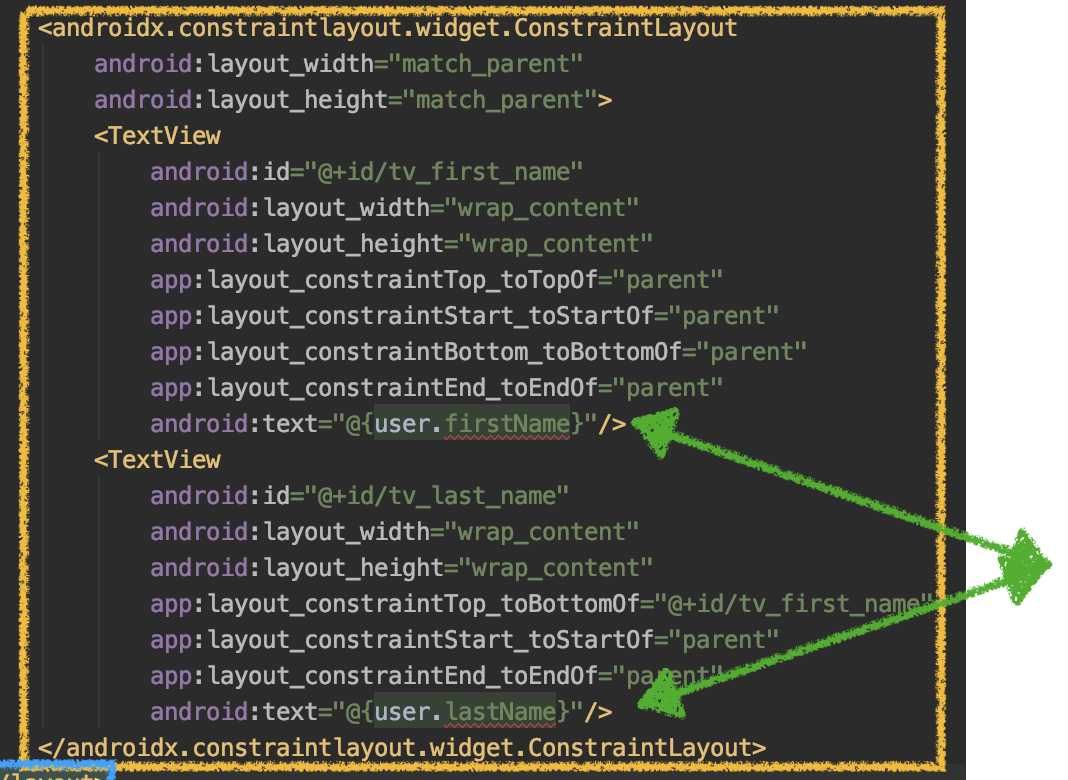 <androidx.constraintlayout.widget.ConstraintLayout
android:layout_width="match_parent"
android:layout_height="match_parent">
<TextView
android:id="@+id/tv_first_name"
android:layout_width="wrap_content"
android:layout_height="wrap_content"
app:layout_constraintTop_toTopOf="parent"
app:layout_constraintStart_toStartOf="parent"
app:layout_constraintBottom_toBottomOf="parent"
app:layout_constraintEnd_toEndOf="parent"
android:text="@{user.firstName}"/>
<TextView
android:id="@+id/tv_last_name"
android:layout_width="wrap_content"
android:layout_height="wrap_content"
app:layout_constraintTop_toBottomOf="@+id/tv_first_name"
app:layout_constraintStart_toStartOf="parent"
app:layout_constraintEnd_toEndOf="parent"
android:text="@{user.lastName}"/>
</androidx.constraintlayout.widget.ConstraintLayout>
/layout>